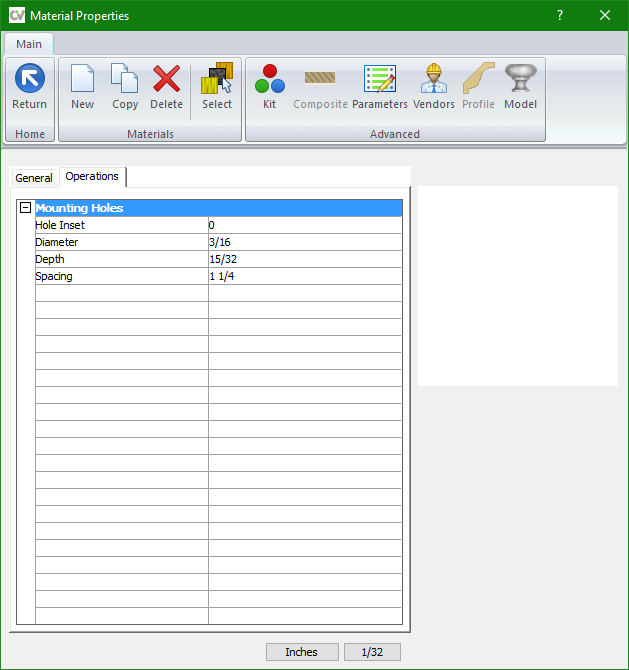 CV Material Properties ?
Main
Return New Copy Delete Select Kit Composite Parameters Vendors Profile Model
Home Materials Advanced
General Operations
Mounting Holes
Hole Inset 0
Diameter 3/16
Depth 15/32
Spacing 1 1/4
Inches 1/32